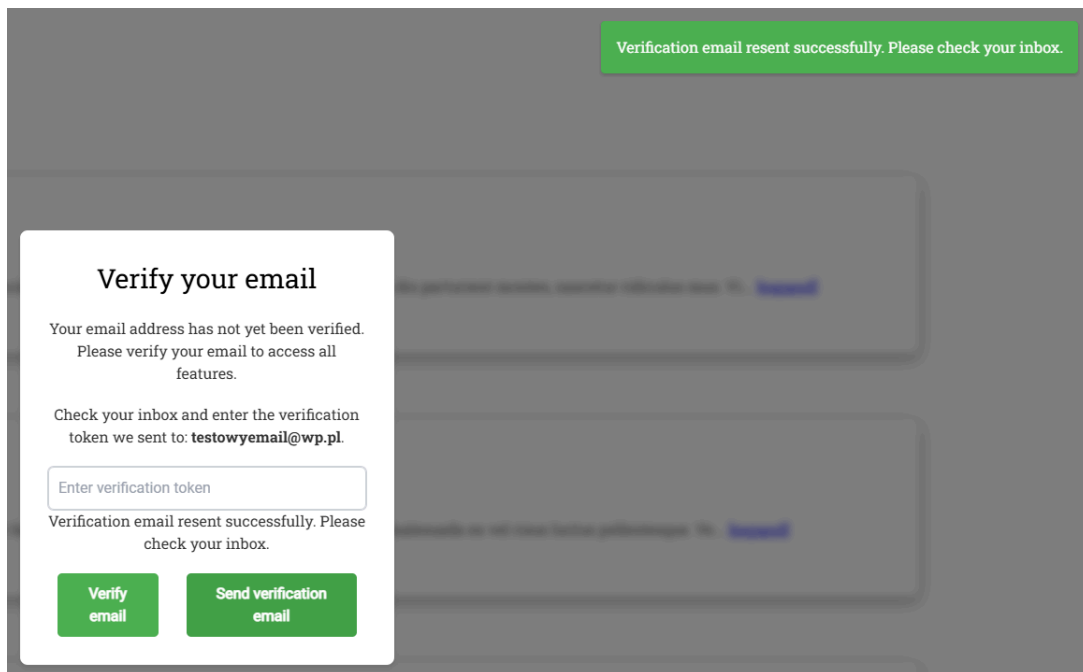 Verification email resent successfully. Please check your inbox.
Verify your email
Your email address has not yet been verified.
Please verify your email to access all
features.
Check your inbox and enter the verification
token we sent to: testowyemail@wp.pl.
Enter verification token
Verification email resent successfully. Please
check your inbox.
Verify
email
Send verification
email